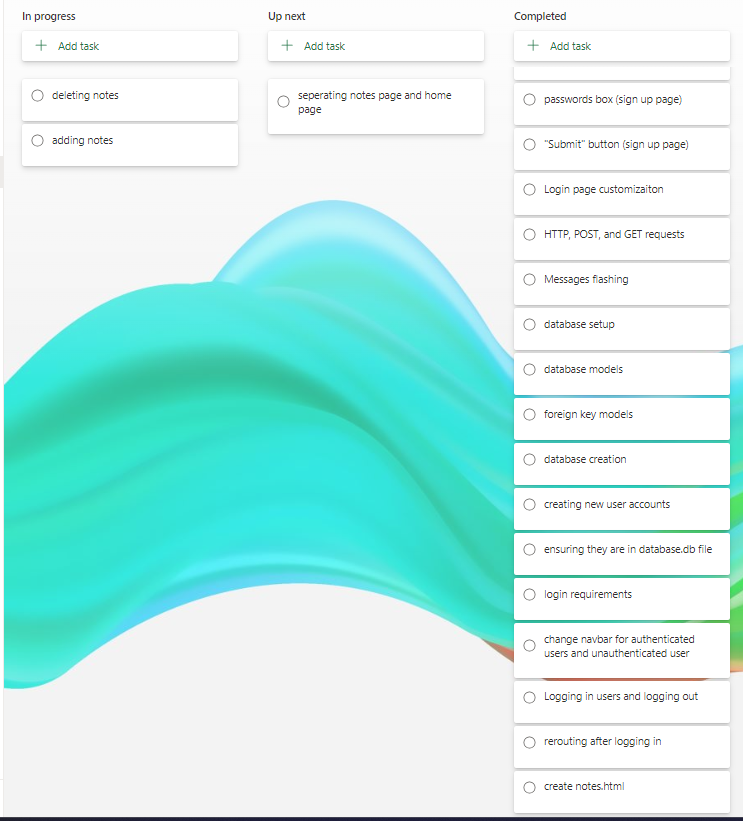 In progress
Add task
deleting notes
adding notes
Up next
Add task
seperating notes page and home
page
Completed
Add task
passwords box (sign up page)
"Submit" button (sign up page)
Login page customizaiton
HTTP, POST, and GET requests
Messages flashing
database setup
database models
foreign key models
database creation
creating new user accounts
ensuring they are in database.db file
login requirements
change navbar for authenticated
users and unauthenticated user
Logging in users and logging out
rerouting after logging in
create notes.html